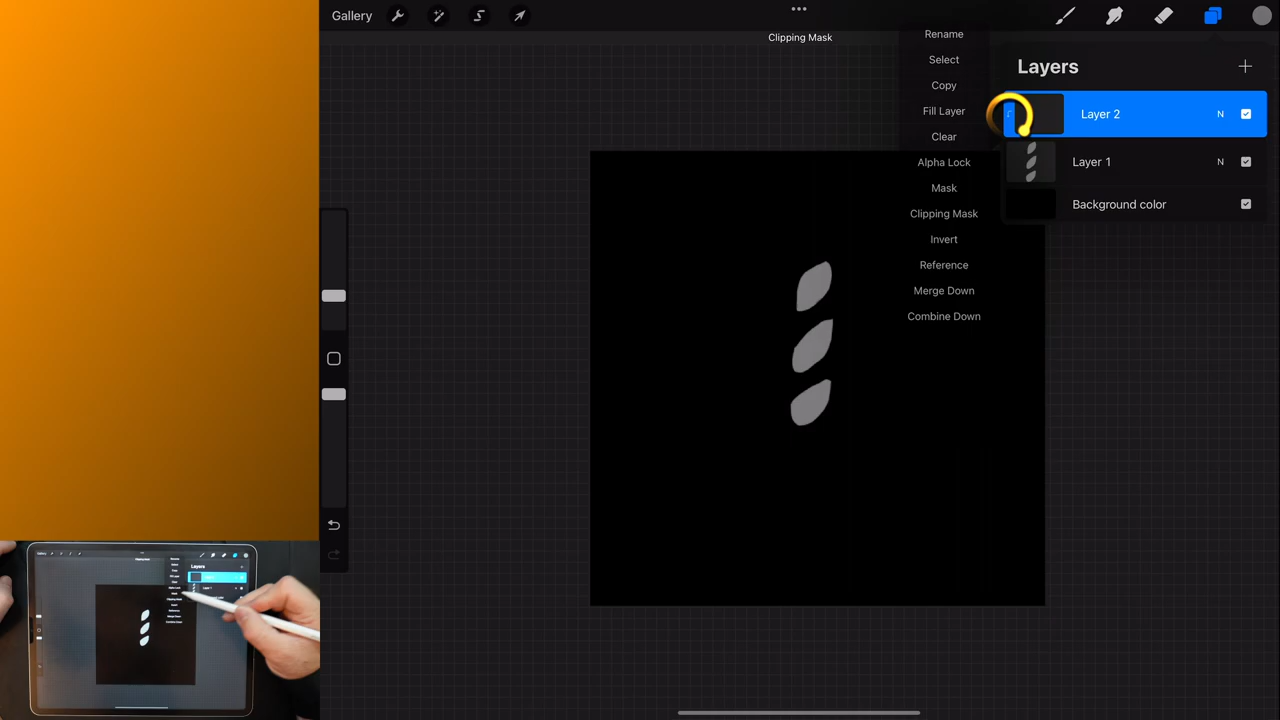 Gallery
Clipping Mask
Rename
Select
Copy
Fill Layer
Clear
Alpha Lock
Mask
Clipping Mask
Invert
Reference
Merge Down
Combine Down
Layers
Layer 2 N
Layer 1 N
Background color